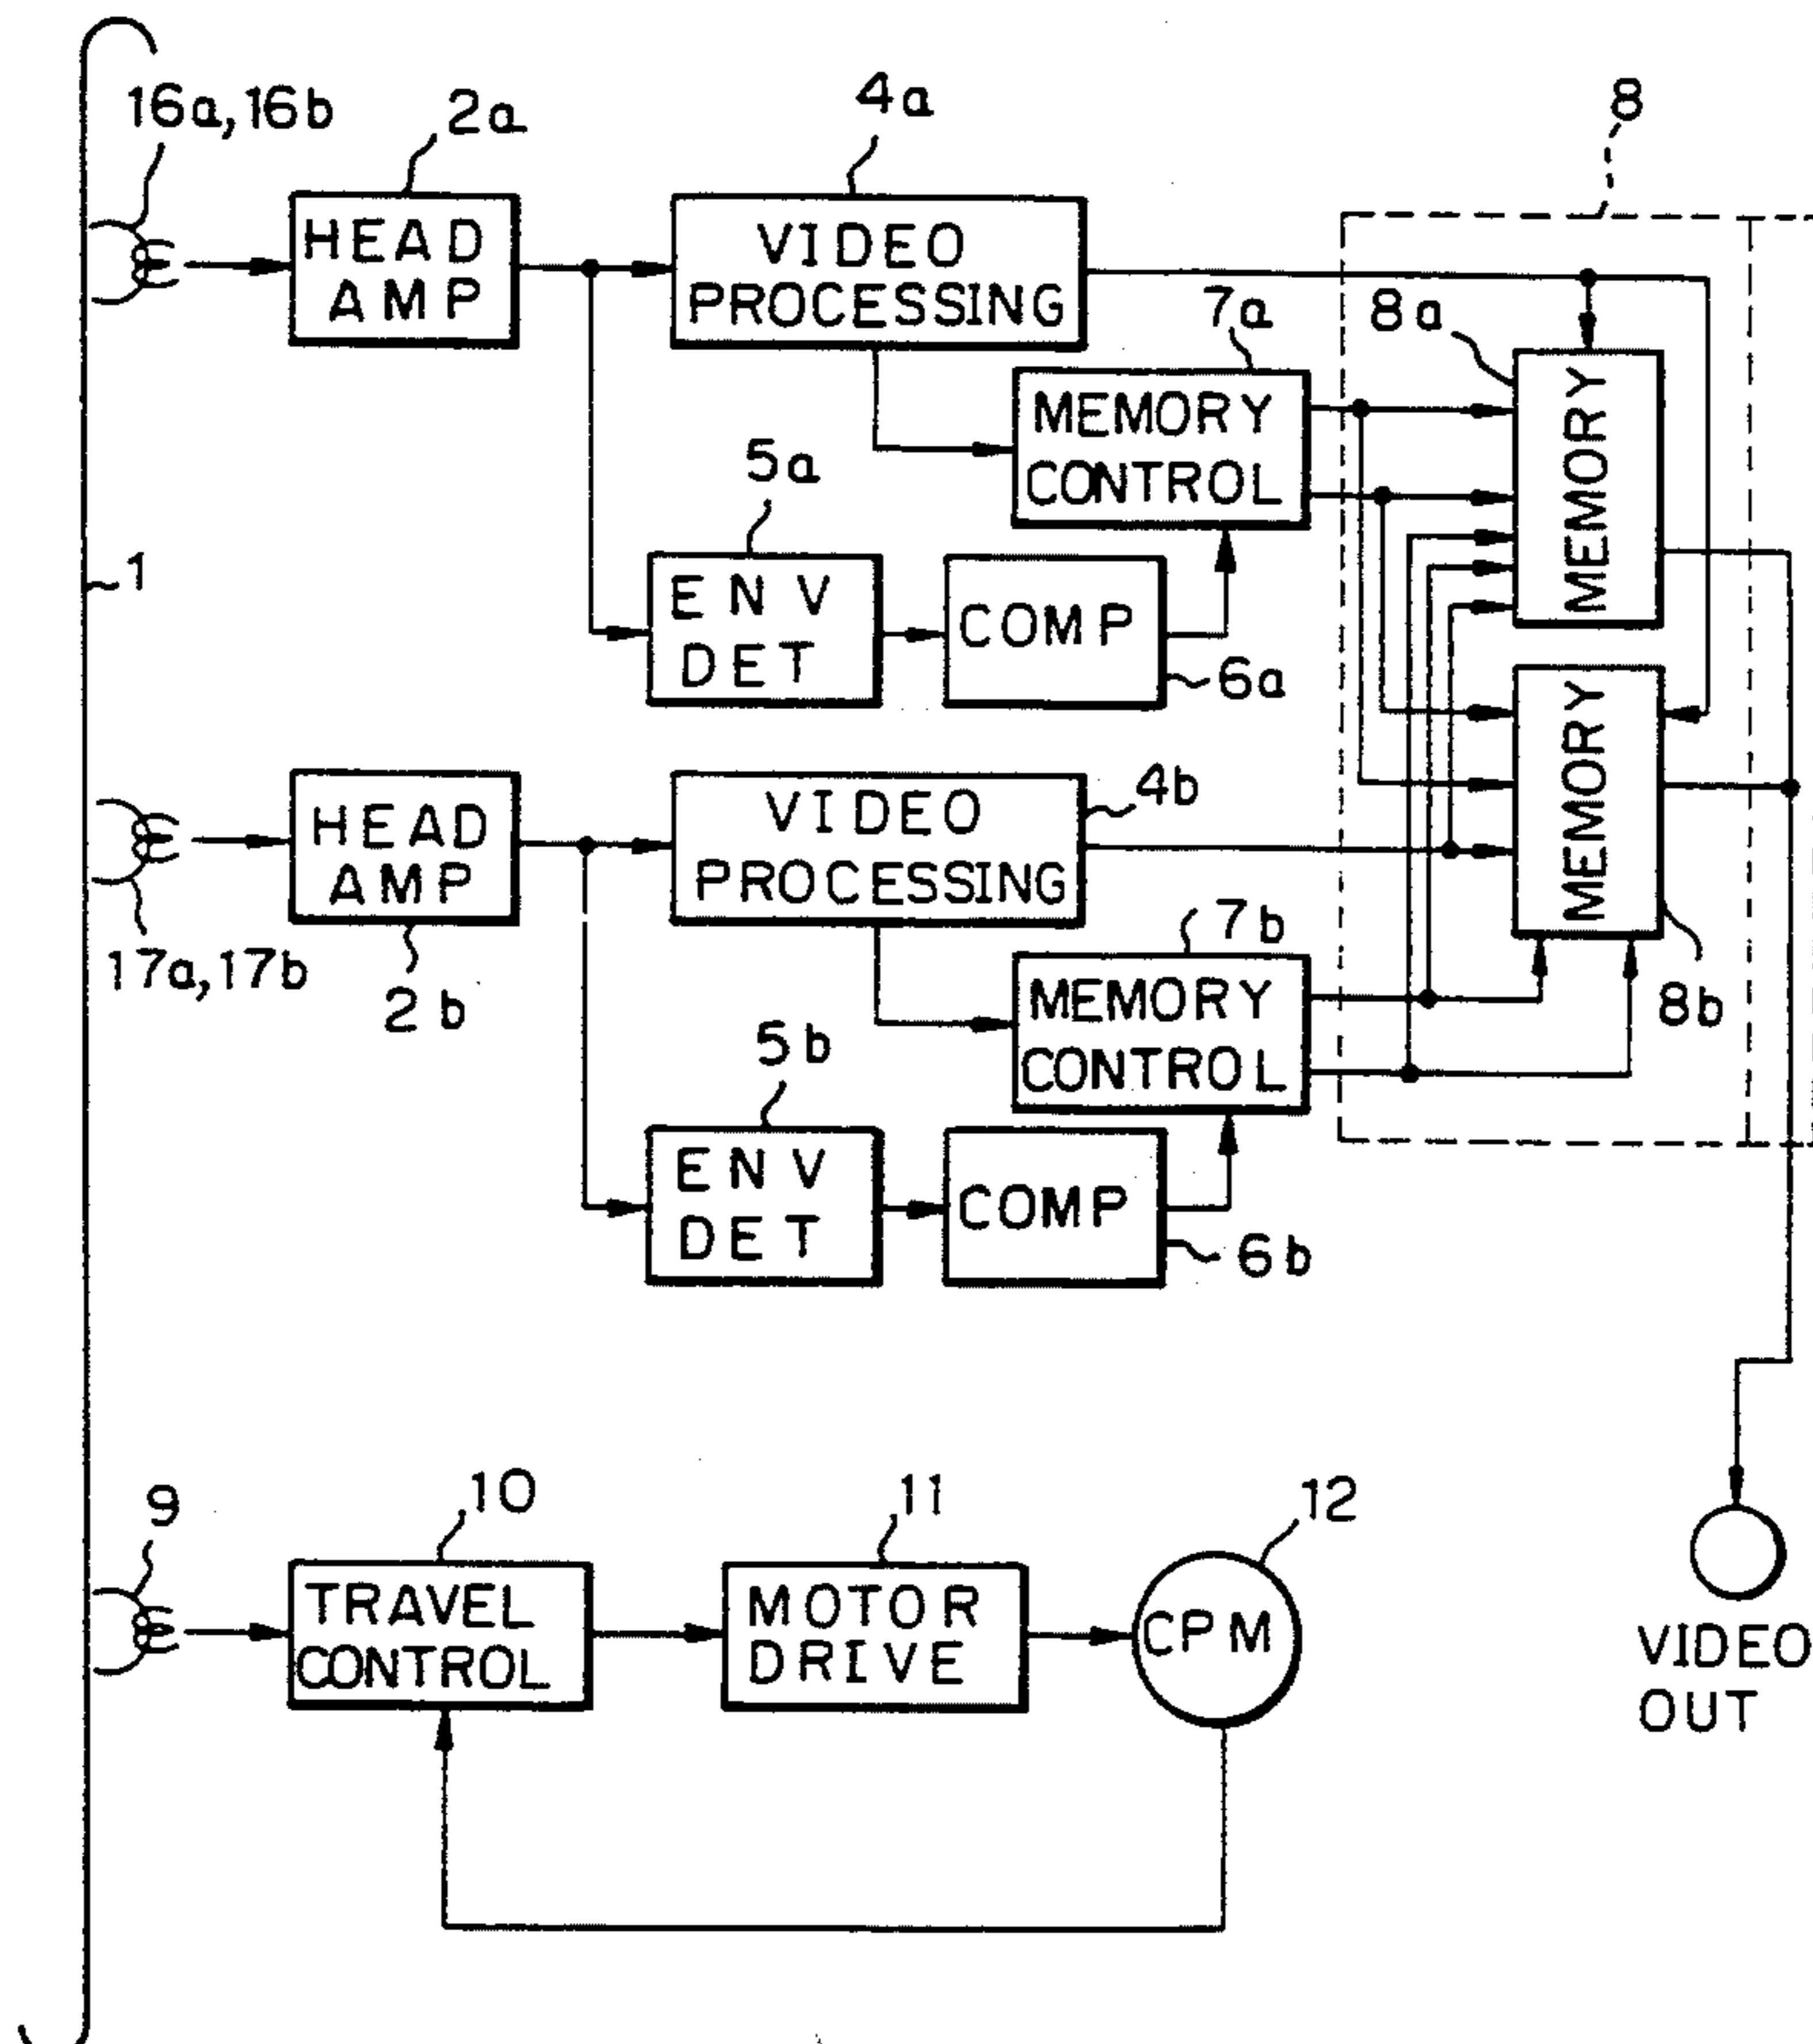 16a,16b
2a
4a
8
HEAD
AMP
VIDEO
PROCESSING
7a
8a
MEMORY
CONTROL
MEMORY
5a
1
ENV
DET
COMP
6a
MEMORY
HEAD
AMP
VIDEO
PROCESSING
4b
17a,17b
2b
7b
8b
MEMORY
CONTROL
5b
ENV
DET
COMP
6b
9
10
11
12
TRAVEL
CONTROL
MOTOR
DRIVE
CPM
VIDEO
OUT